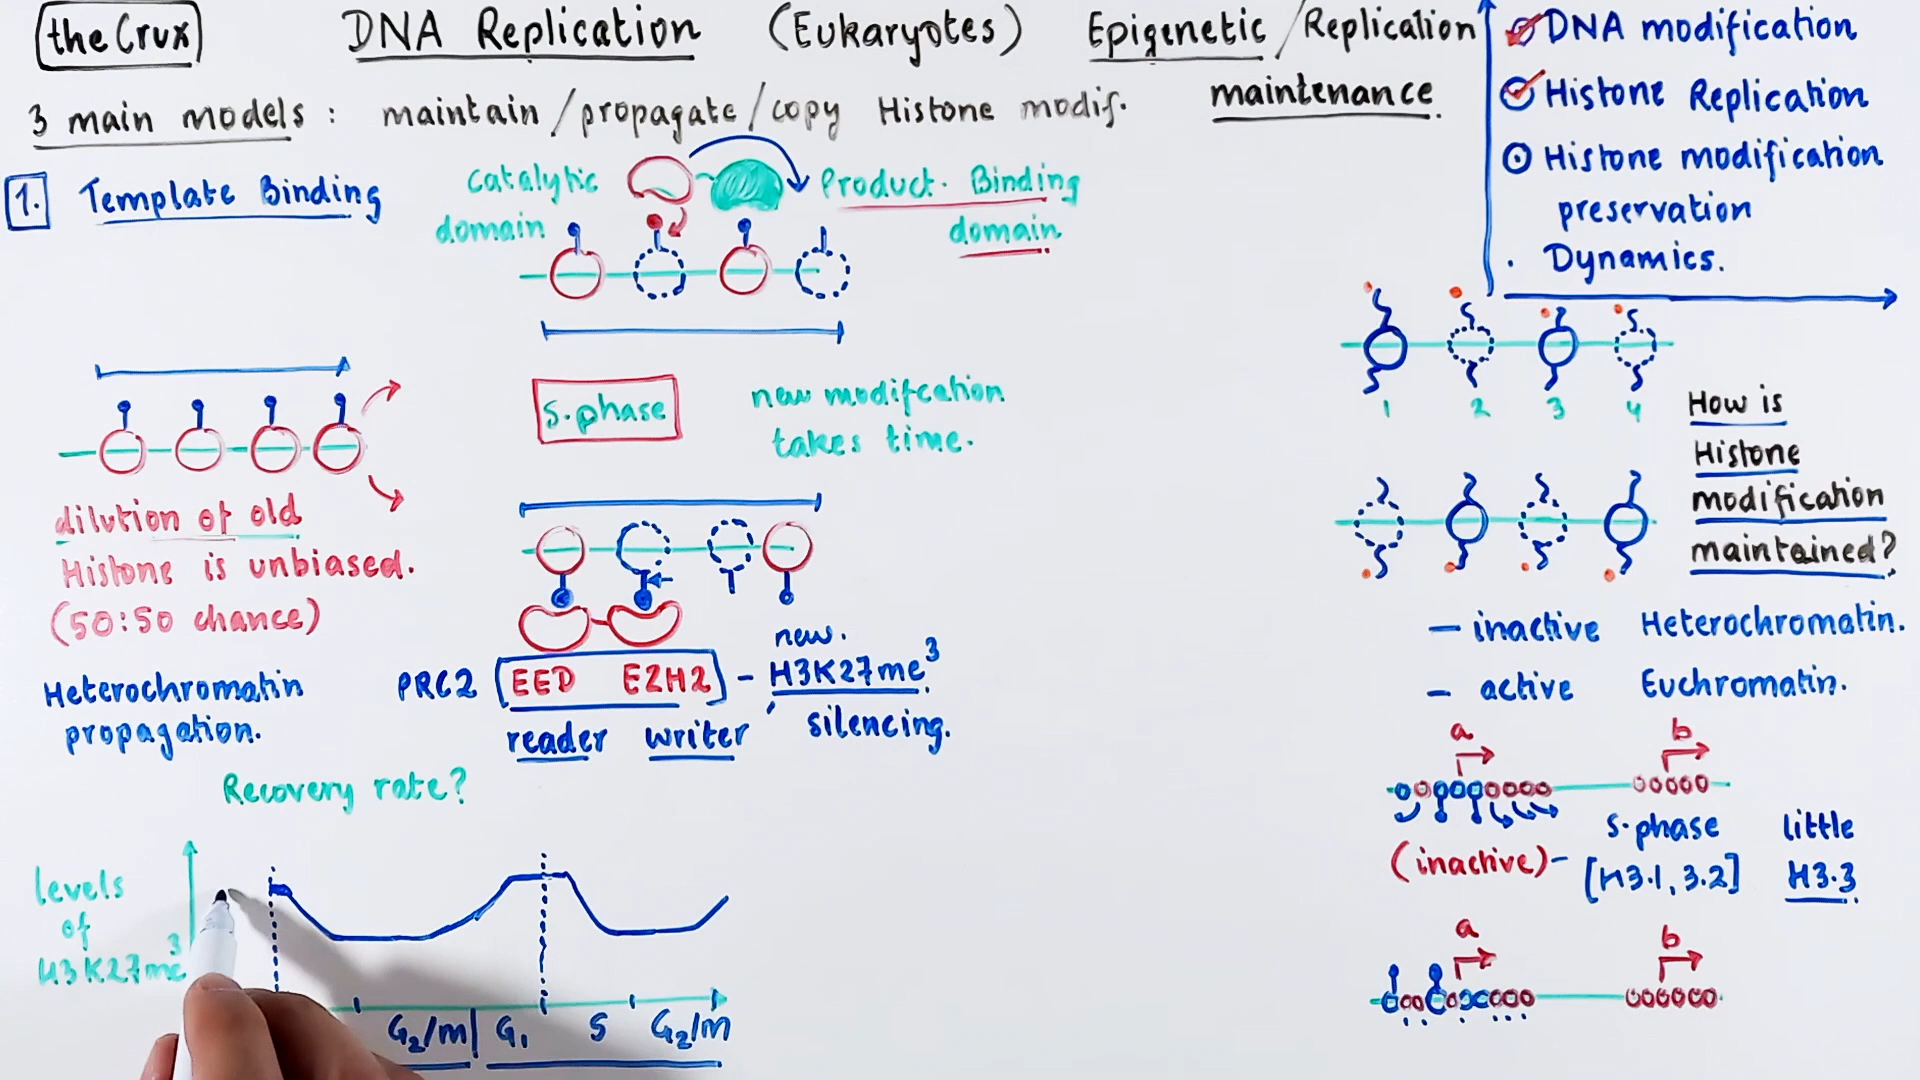 the Crux
DNA Replication (Eukaryotes) Epigenetic / Replication
maintenance.
3 main models : maintain / propagate / copy Histone modif.
DNA modification
Histone Replication
Histone modification
preservation
. Dynamics.
1. Template Binding
catalytic
domain
Product. Binding
domain
S.phase
new modifcation
takes time.
dilution of old
Histone is unbiased.
(50:50 chance)
Heterochromatin
propagation.
PRC2 EED EZH2 - H3K27me3
new.
reader writer silencing.
Recovery rate?
levels
of
H3K27me3
G2/M G1 S G2/M
1 2 3 4
How is
Histone
modification
maintained?
- inactive Heterochromatin.
- active Euchromatin.
a b
(inactive)-
S.phase
[H3.1, 3.2]
little
H3.3
a b